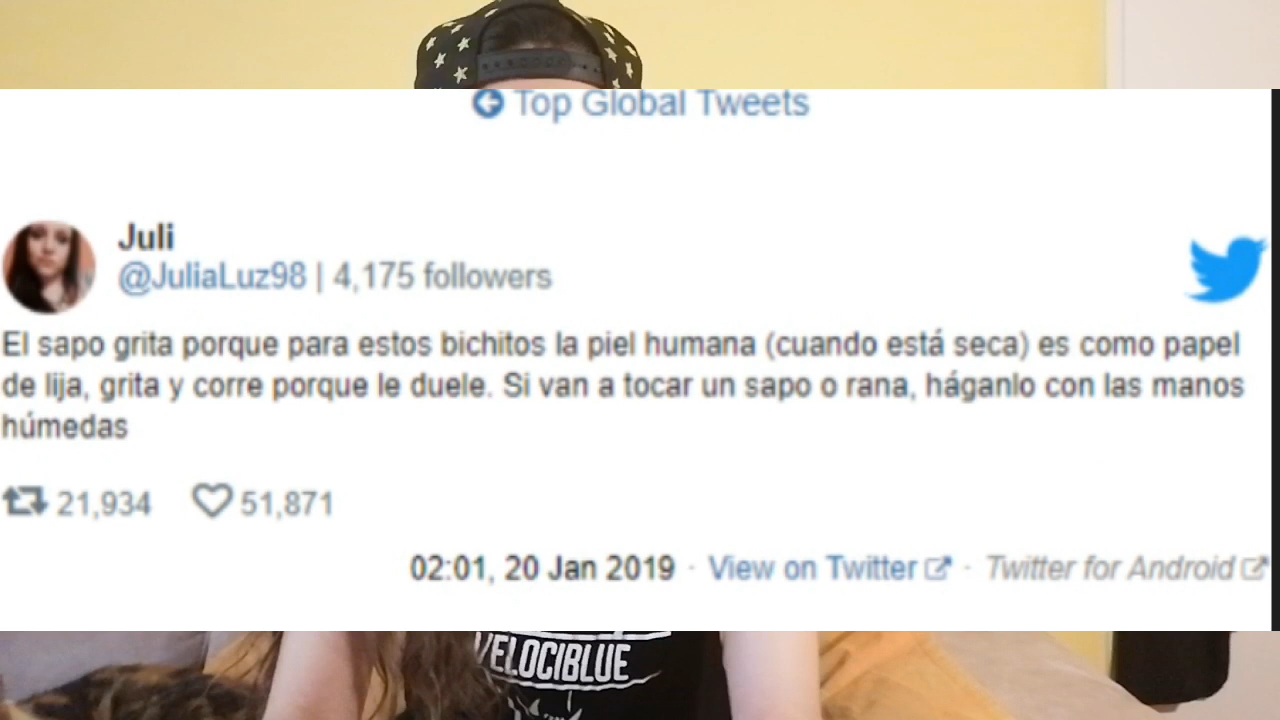 Top Global Tweets
Juli
@JuliaLuz98 | 4,175 followers
El sapo grita porque para estos bichitos la piel humana (cuando está seca) es como papel
de lija, grita y corre porque le duele. Si van a tocar un sapo o rana, háganlo con las manos
húmedas
21,934 51,871
02:01, 20 Jan 2019 · View on Twitter · Twitter for Android
VELOCIBLUE